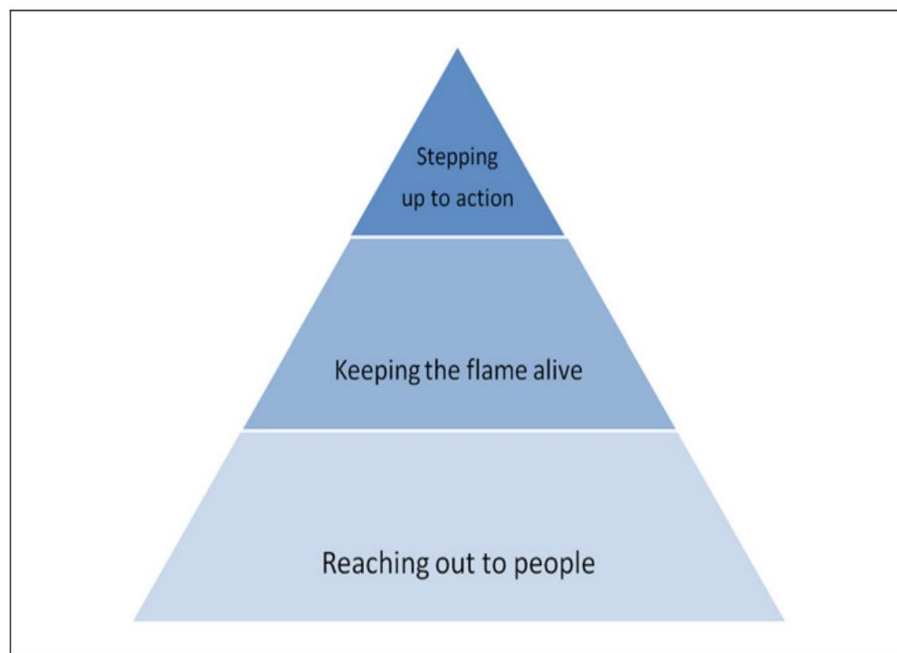 Stepping
up to action
Keeping the flame alive
Reaching out to people